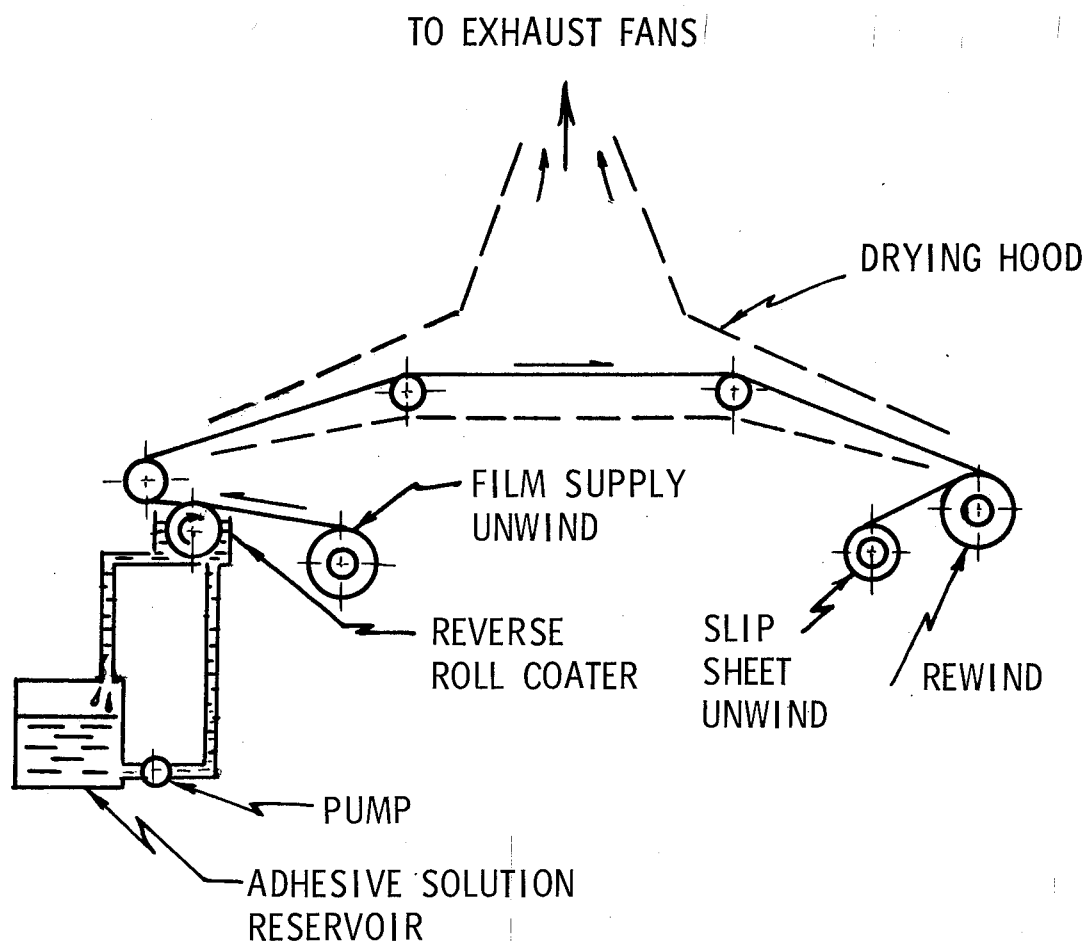 TO EXHAUST FANS
DRYING HOOD
FILM SUPPLY
UNWIND
REVERSE
ROLL COATER
SLIP
SHEET
UNWIND
REWIND
PUMP
ADHESIVE SOLUTION
RESERVOIR